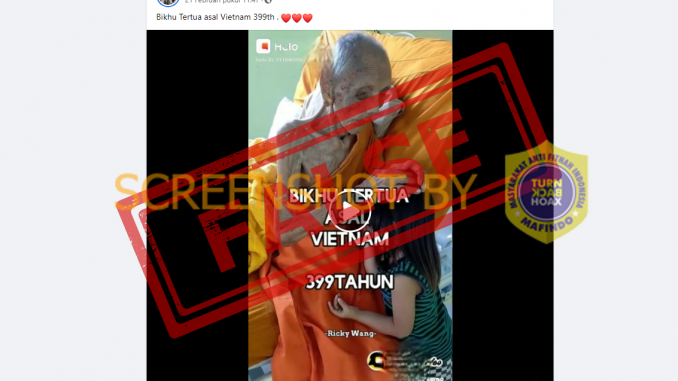 21 Februari pukul 11.47
Bikhu Tertua asal Vietnam 399th .
Helo
FALSE
SCREENSHOT BY
MASYARAKAT ANTI FITNAH INDONESIA
TURN
BACK
HOAX
MAFINDO
BIKHU TERTUA
ASAL
VIETNAM
399TAHUN
-Ricky Wang-